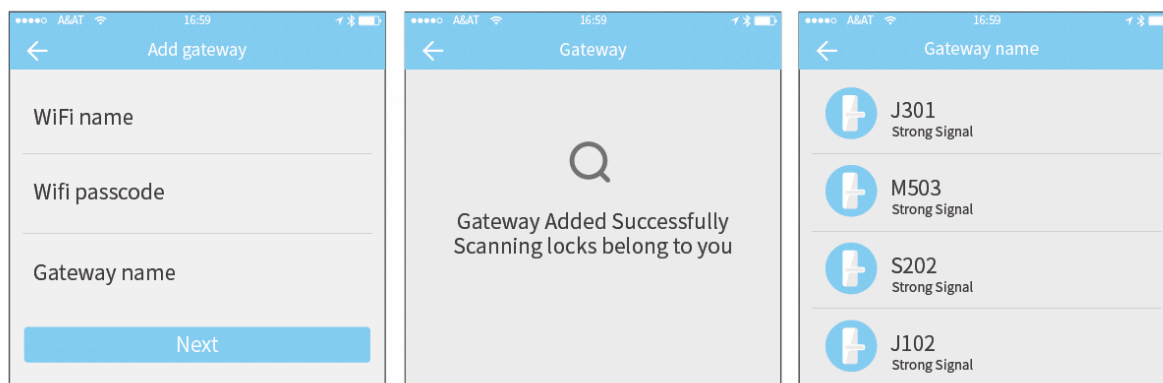 A&AT 16:59
Add gateway
WiFi name
Wifi passcode
Gateway name
Next
A&AT 16:59
Gateway
Gateway Added Successfully
Scanning locks belong to you
A&AT 16:59
Gateway name
J301
Strong Signal
M503
Strong Signal
S202
Strong Signal
J102
Strong Signal